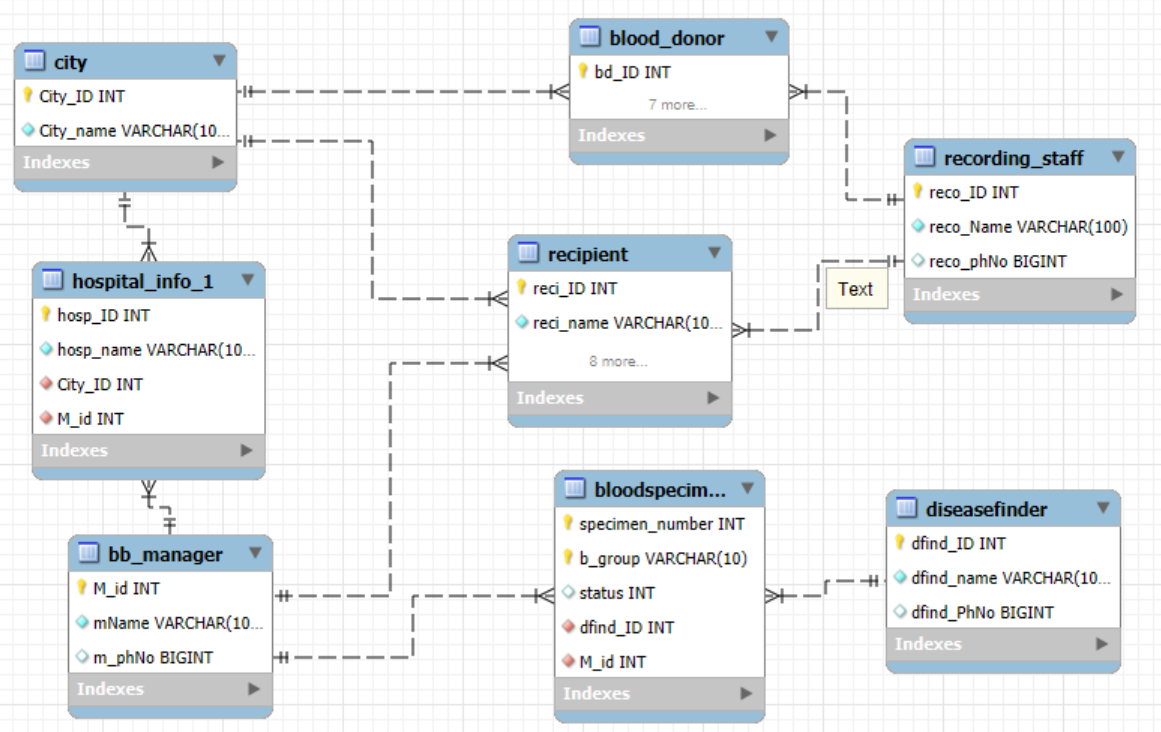 city
City_ID INT
City_name VARCHAR(10...
Indexes
blood_donor
bd_ID INT
7 more...
Indexes
recording_staff
reco_ID INT
reco_Name VARCHAR(100)
reco_phNo BIGINT
Indexes
Text
hospital_info_1
hosp_ID INT
hosp_name VARCHAR(10...
City_ID INT
M_id INT
Indexes
recipient
reci_ID INT
reci_name VARCHAR(10...
8 more...
Indexes
bb_manager
M_id INT
mName VARCHAR(10...
m_phNo BIGINT
Indexes
bloodspecim...
specimen_number INT
b_group VARCHAR(10)
status INT
dfind_ID INT
M_id INT
Indexes
diseasefinder
dfind_ID INT
dfind_name VARCHAR(10...
dfind_PhNo BIGINT
Indexes